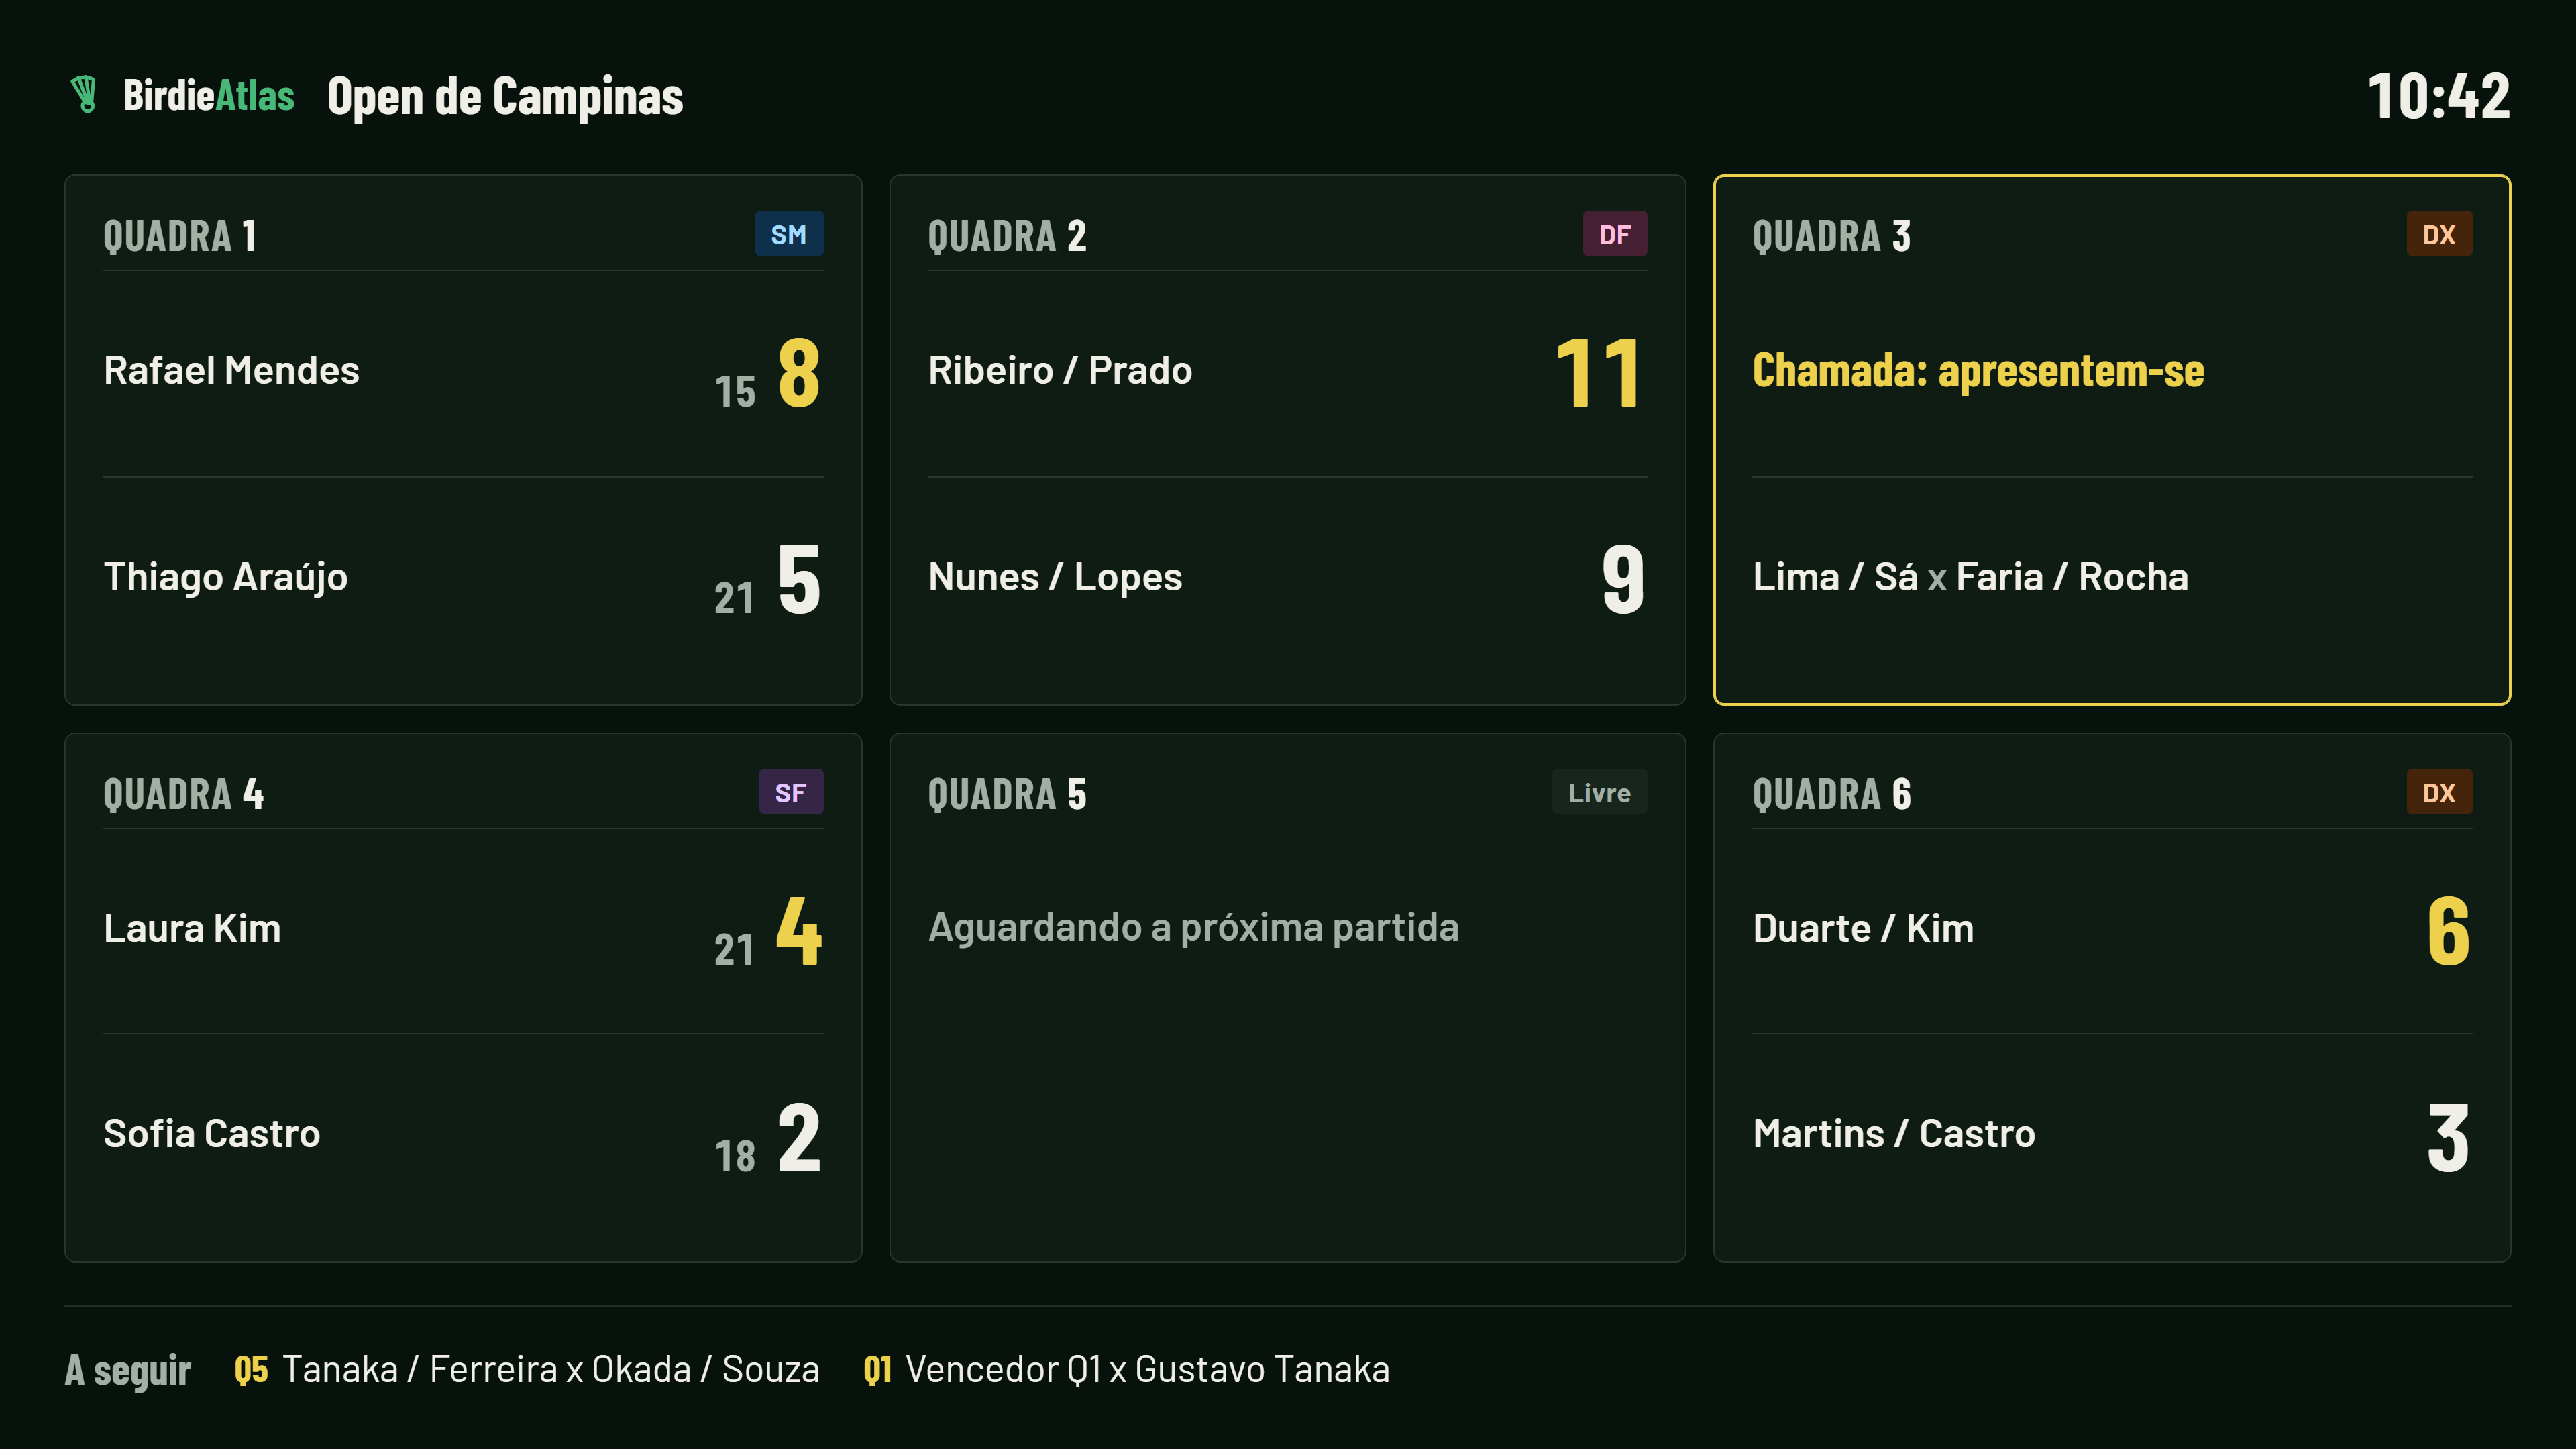 BirdieAtlas Open de Campinas 10:42
QUADRA 1 SM
Rafael Mendes 15 8
Thiago Araújo 21 5
QUADRA 2 DF
Ribeiro / Prado 11
Nunes / Lopes 9
QUADRA 3 DX
Chamada: apresentem-se
Lima / Sá x Faria / Rocha
QUADRA 4 SF
Laura Kim 21 4
Sofia Castro 18 2
QUADRA 5 Livre
Aguardando a próxima partida
QUADRA 6 DX
Duarte / Kim 6
Martins / Castro 3
A seguir Q5 Tanaka / Ferreira x Okada / Souza Q1 Vencedor Q1 x Gustavo Tanaka